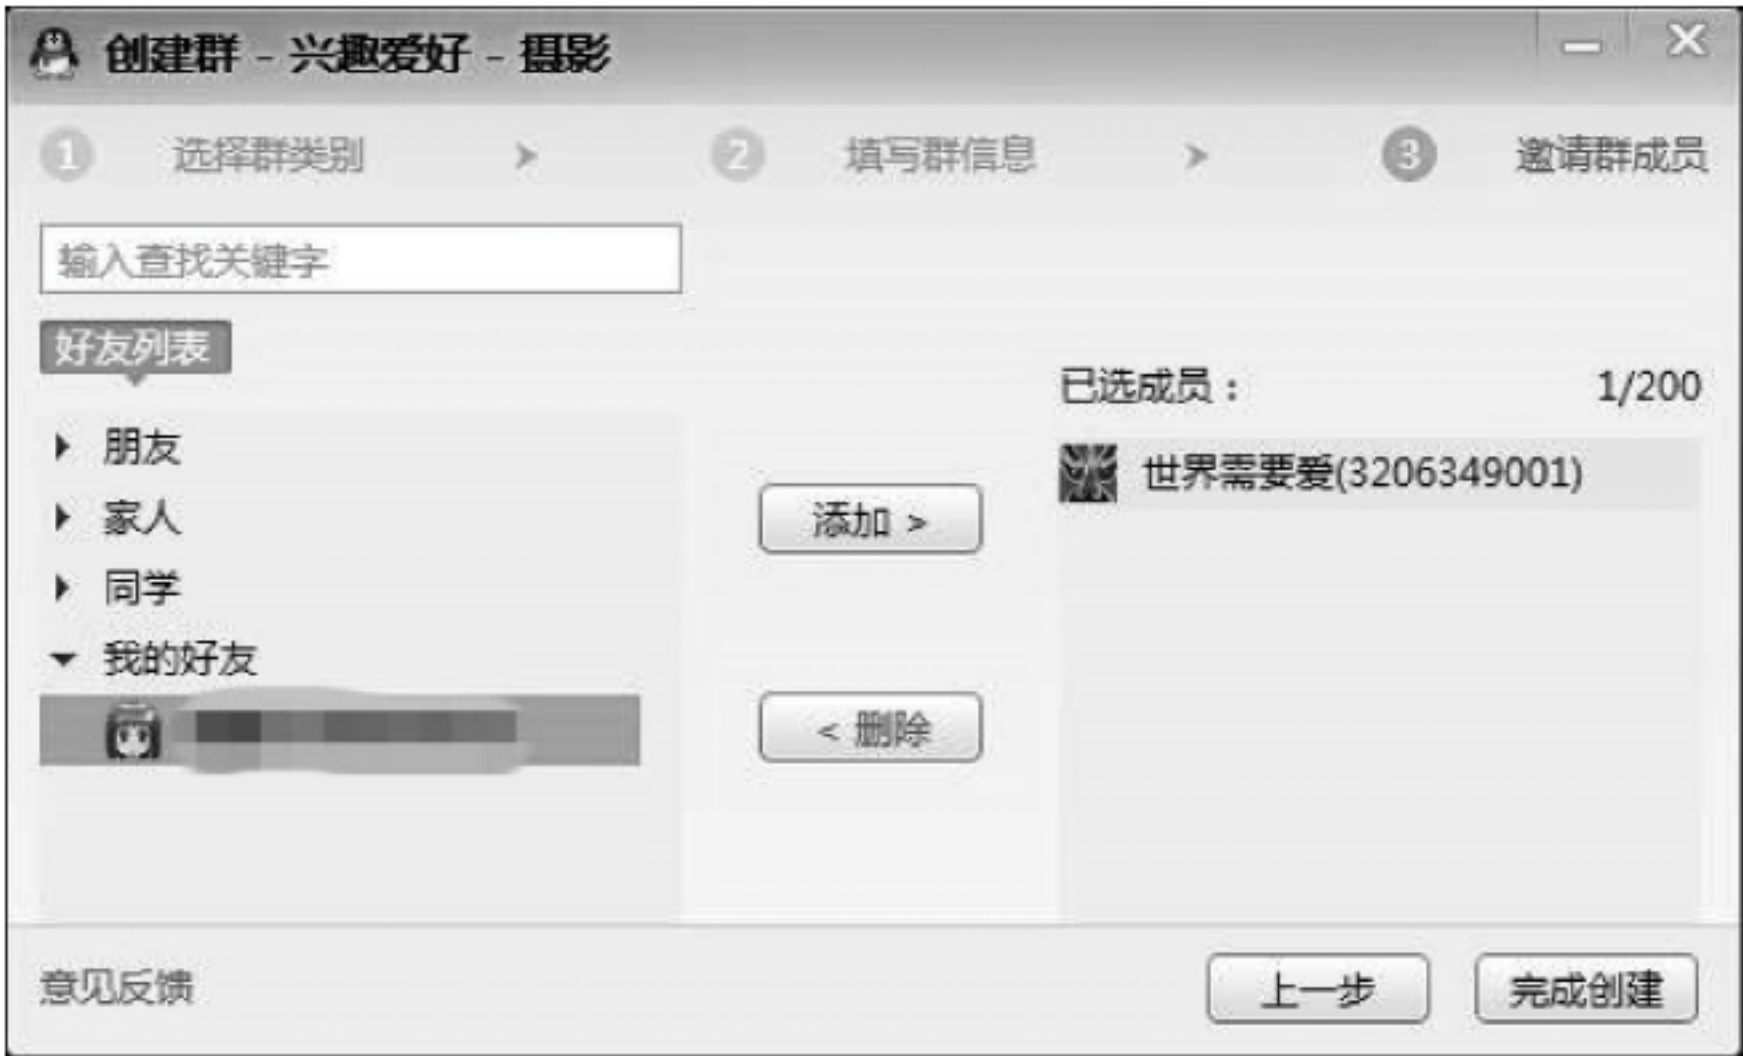 创建群 - 兴趣爱好 - 摄影
1 选择群类别 > 2 填写群信息 > 3 邀请群成员
输入查找关键字
好友列表
已选成员： 1/200
朋友
世界需要爱(3206349001)
家人
添加 >
同学
我的好友
< 删除
意见反馈
上一步 完成创建